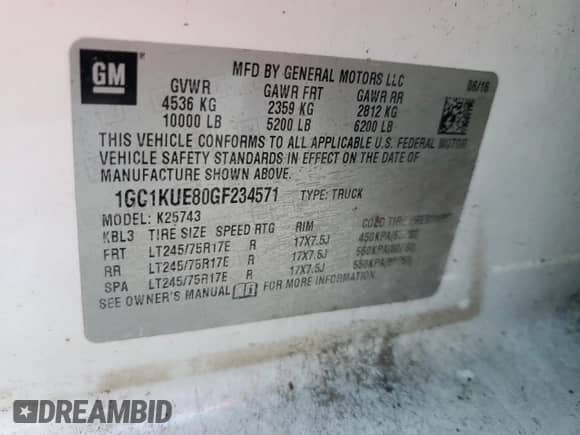 GM
MFD BY GENERAL MOTORS LLC 06/16
GVWR GAWR FRT GAWR RR
4536 KG 2359 KG 2812 KG
10000 LB 5200 LB 6200 LB
THIS VEHICLE CONFORMS TO ALL APPLICABLE U.S. FEDERAL MOTOR
VEHICLE SAFETY STANDARDS IN EFFECT ON THE DATE OF
MANUFACTURE SHOWN ABOVE.
1GC1KUE80GF234571 TYPE: TRUCK
MODEL: K25743
KBL3 TIRE SIZE SPEED RTG RIM COLD TIRE
FRT LT245/75R17E R 17X7.5J
RR LT245/75R17E R 17X7.5J
SPA LT245/75R17E R 17X7.5J
SEE OWNER'S MANUAL FOR MORE INFORMATION.
DREAMBID